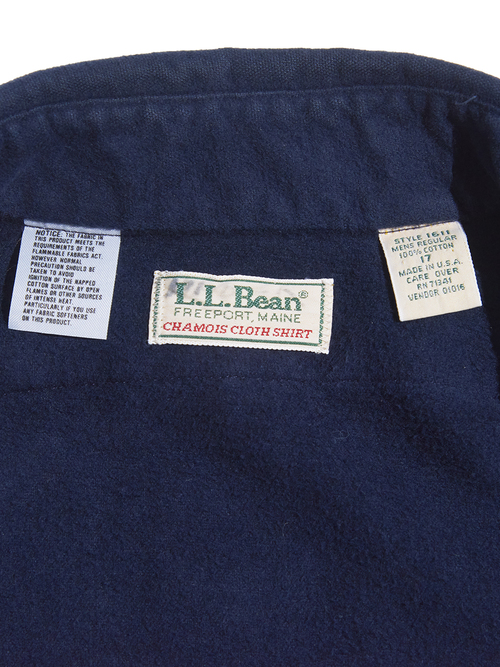 NOTICE: THE FABRIC IN
THIS PRODUCT MEETS THE
REQUIREMENTS OF THE
FLAMMABLE FABRICS ACT.
HOWEVER NORMAL
PRECAUTION SHOULD BE
TAKEN TO AVOID
IGNITION OF THE NAPPED
COTTON SURFACE BY OPEN
FLAMES OR OTHER SOURCES
OF INTENSE HEAT.
PARTICULARLY IF YOU USE
ANY FABRIC SOFTENERS
ON THIS PRODUCT.
L.L.Bean®
FREEPORT, MAINE
CHAMOIS CLOTH SHIRT
STYLE 1611
MENS REGULAR
100% COTTON
17
MADE IN U.S.A.
CARE OVER
RN 71341
VENDOR 01016